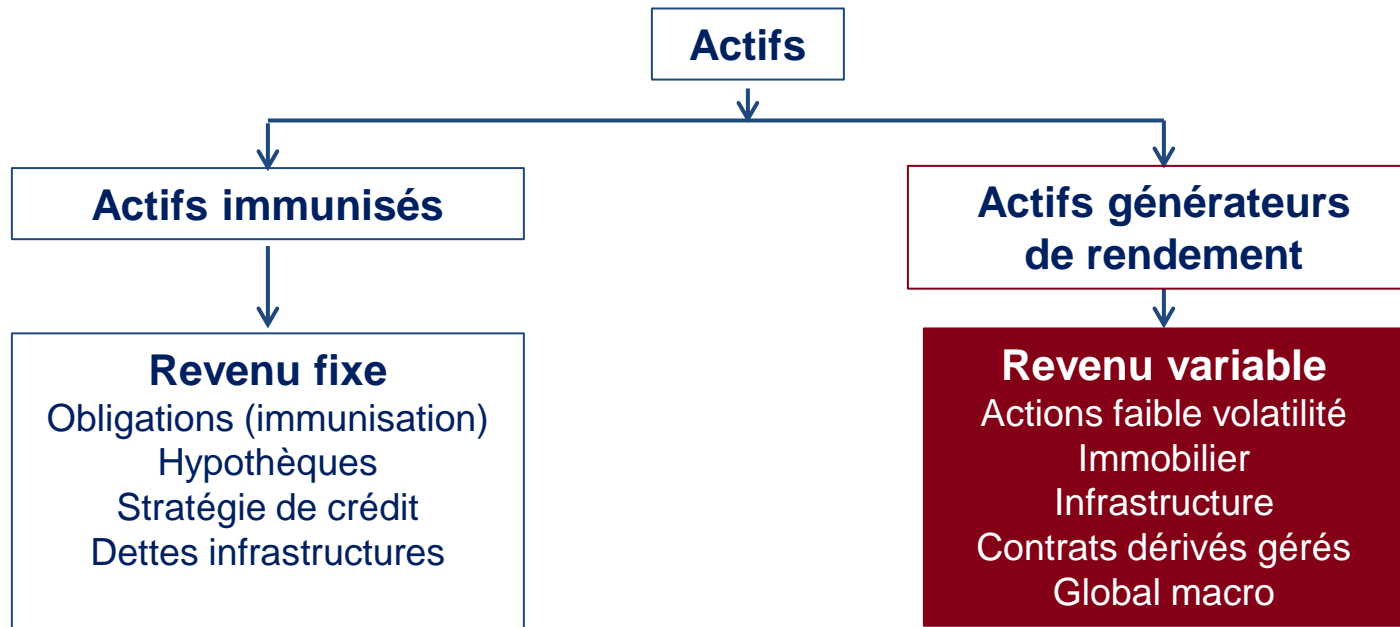 Actifs
Actifs immunisés
Actifs générateurs
de rendement
Revenu fixe
Obligations (immunisation)
Hypothèques
Stratégie de crédit
Dettes infrastructures
Revenu variable
Actions faible volatilité
Immobilier
Infrastructure
Contrats dérivés gérés
Global macro